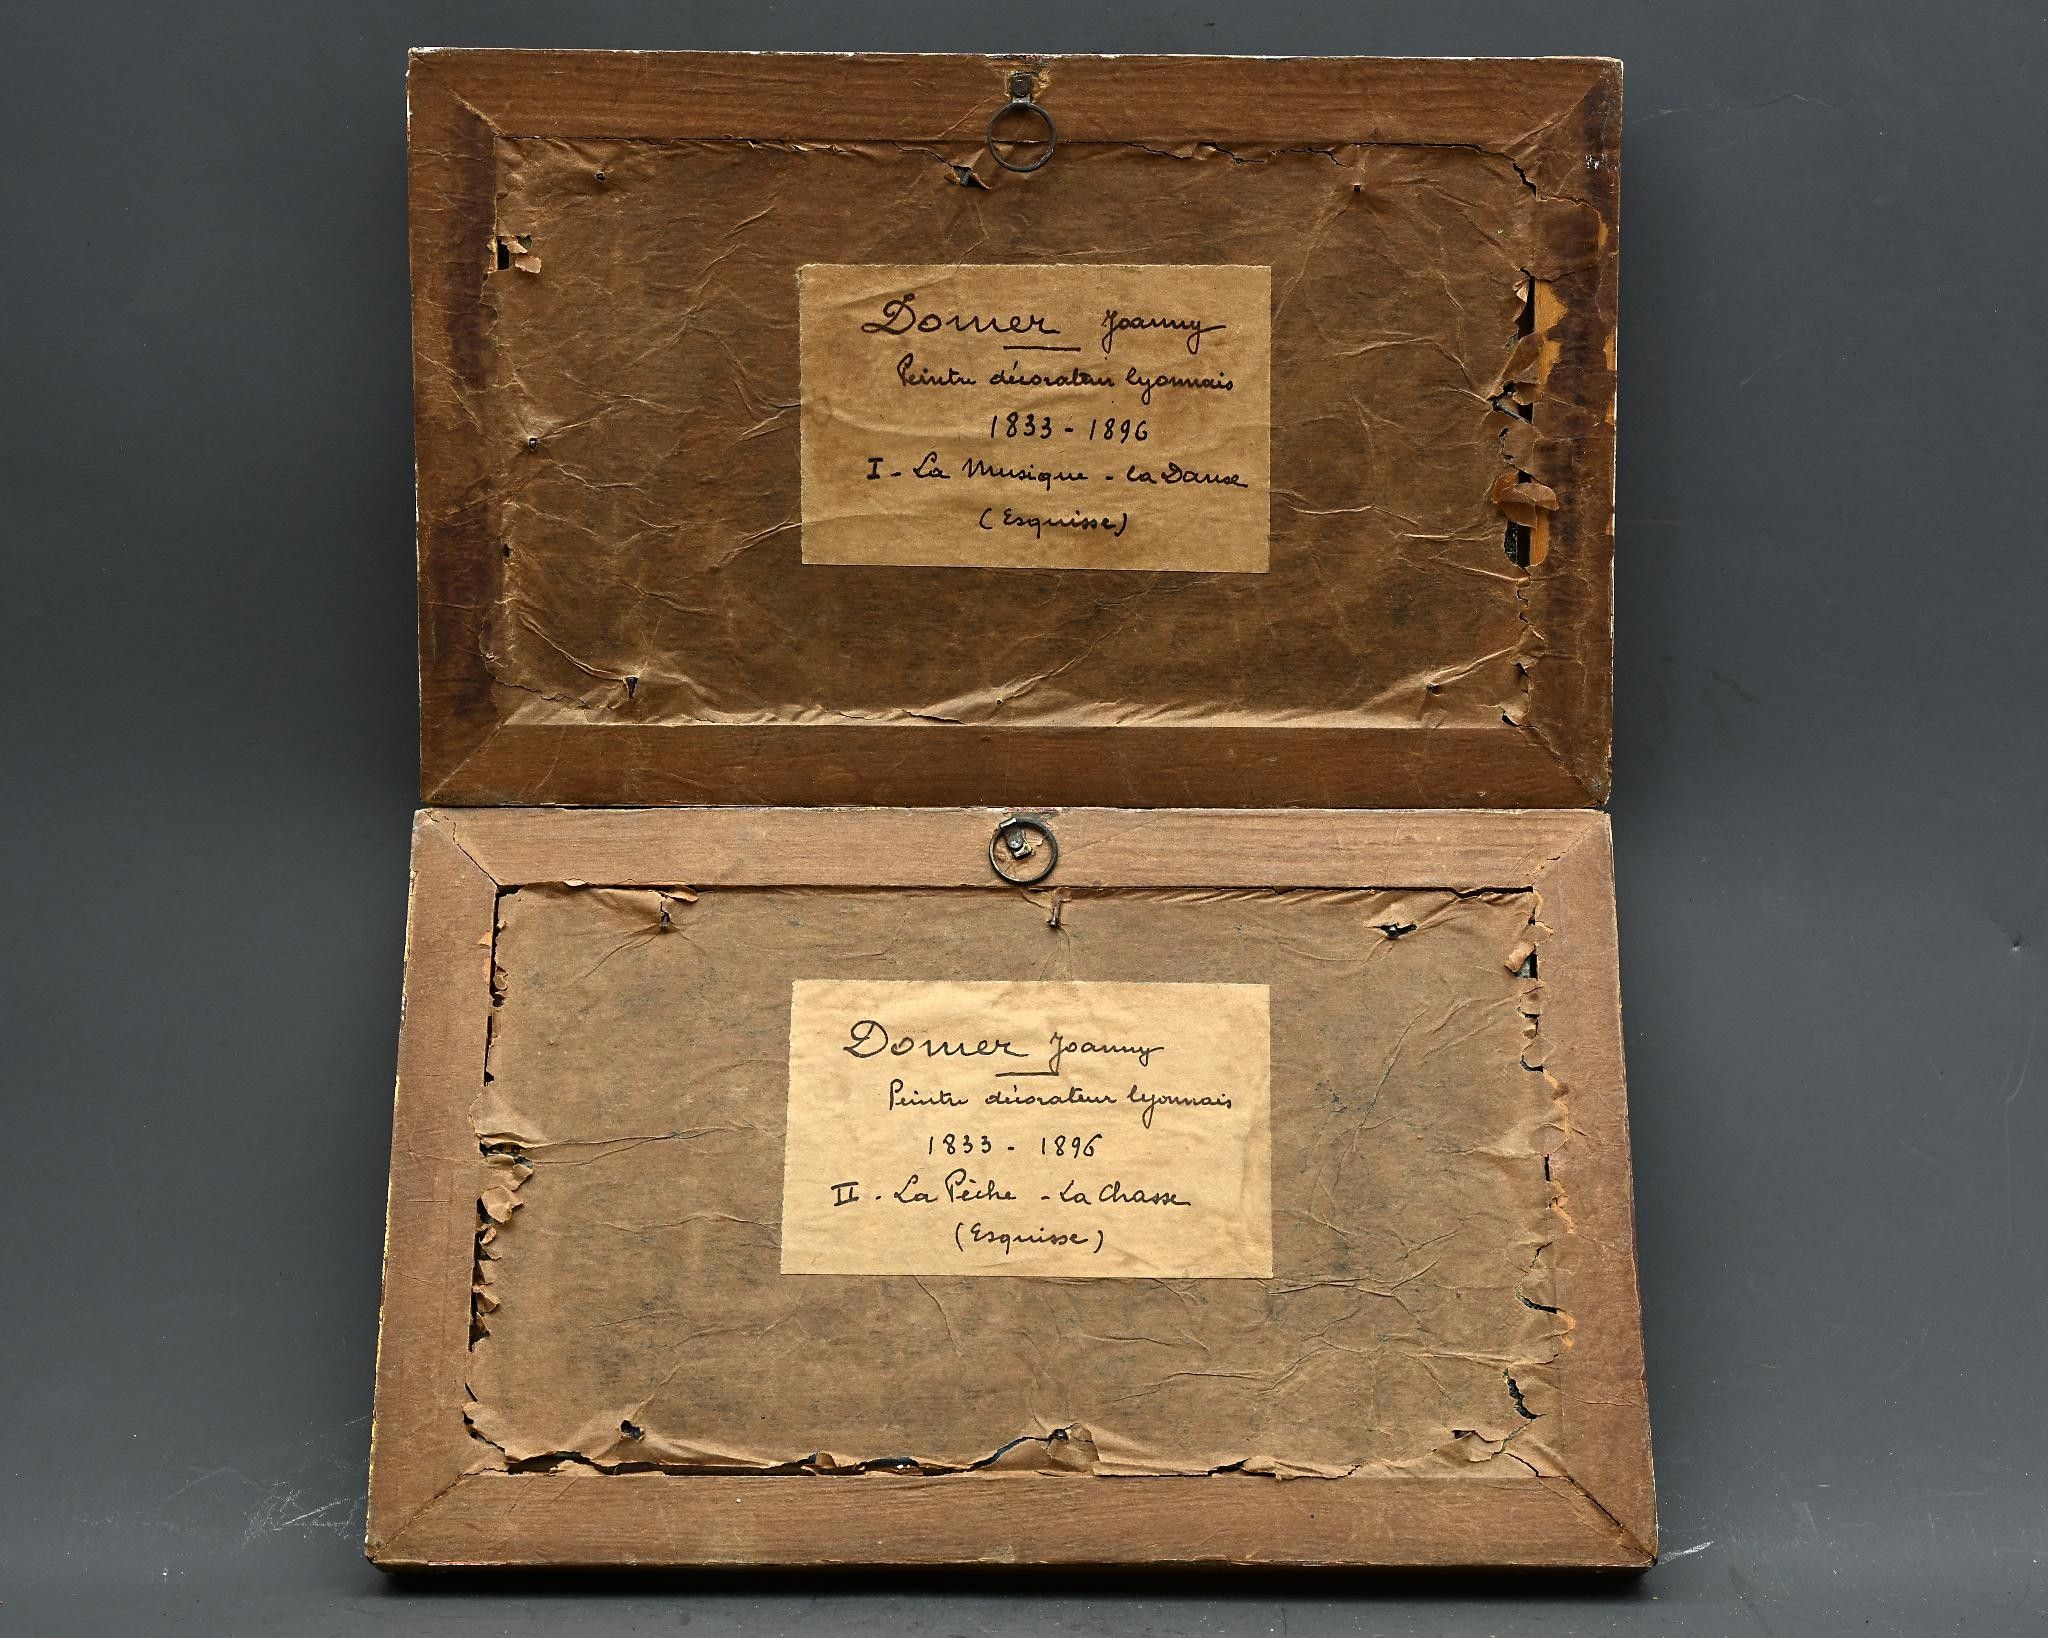 Domer Joanny
Peintre décorateur lyonnais
1833 - 1896
I - La Musique - la Danse
(Esquisse)
Domer Joanny
Peintre décorateur lyonnais
1833 - 1896
II - La Pêche - La Chasse
(Esquisse)